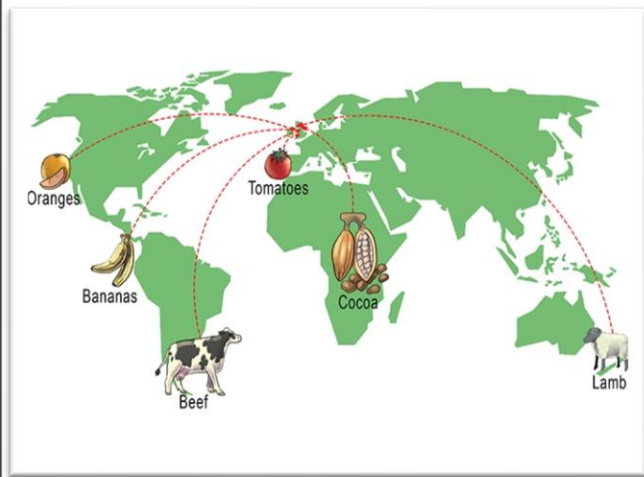 Oranges
Tomatoes
Bananas
Cocoa
Beef
Lamb